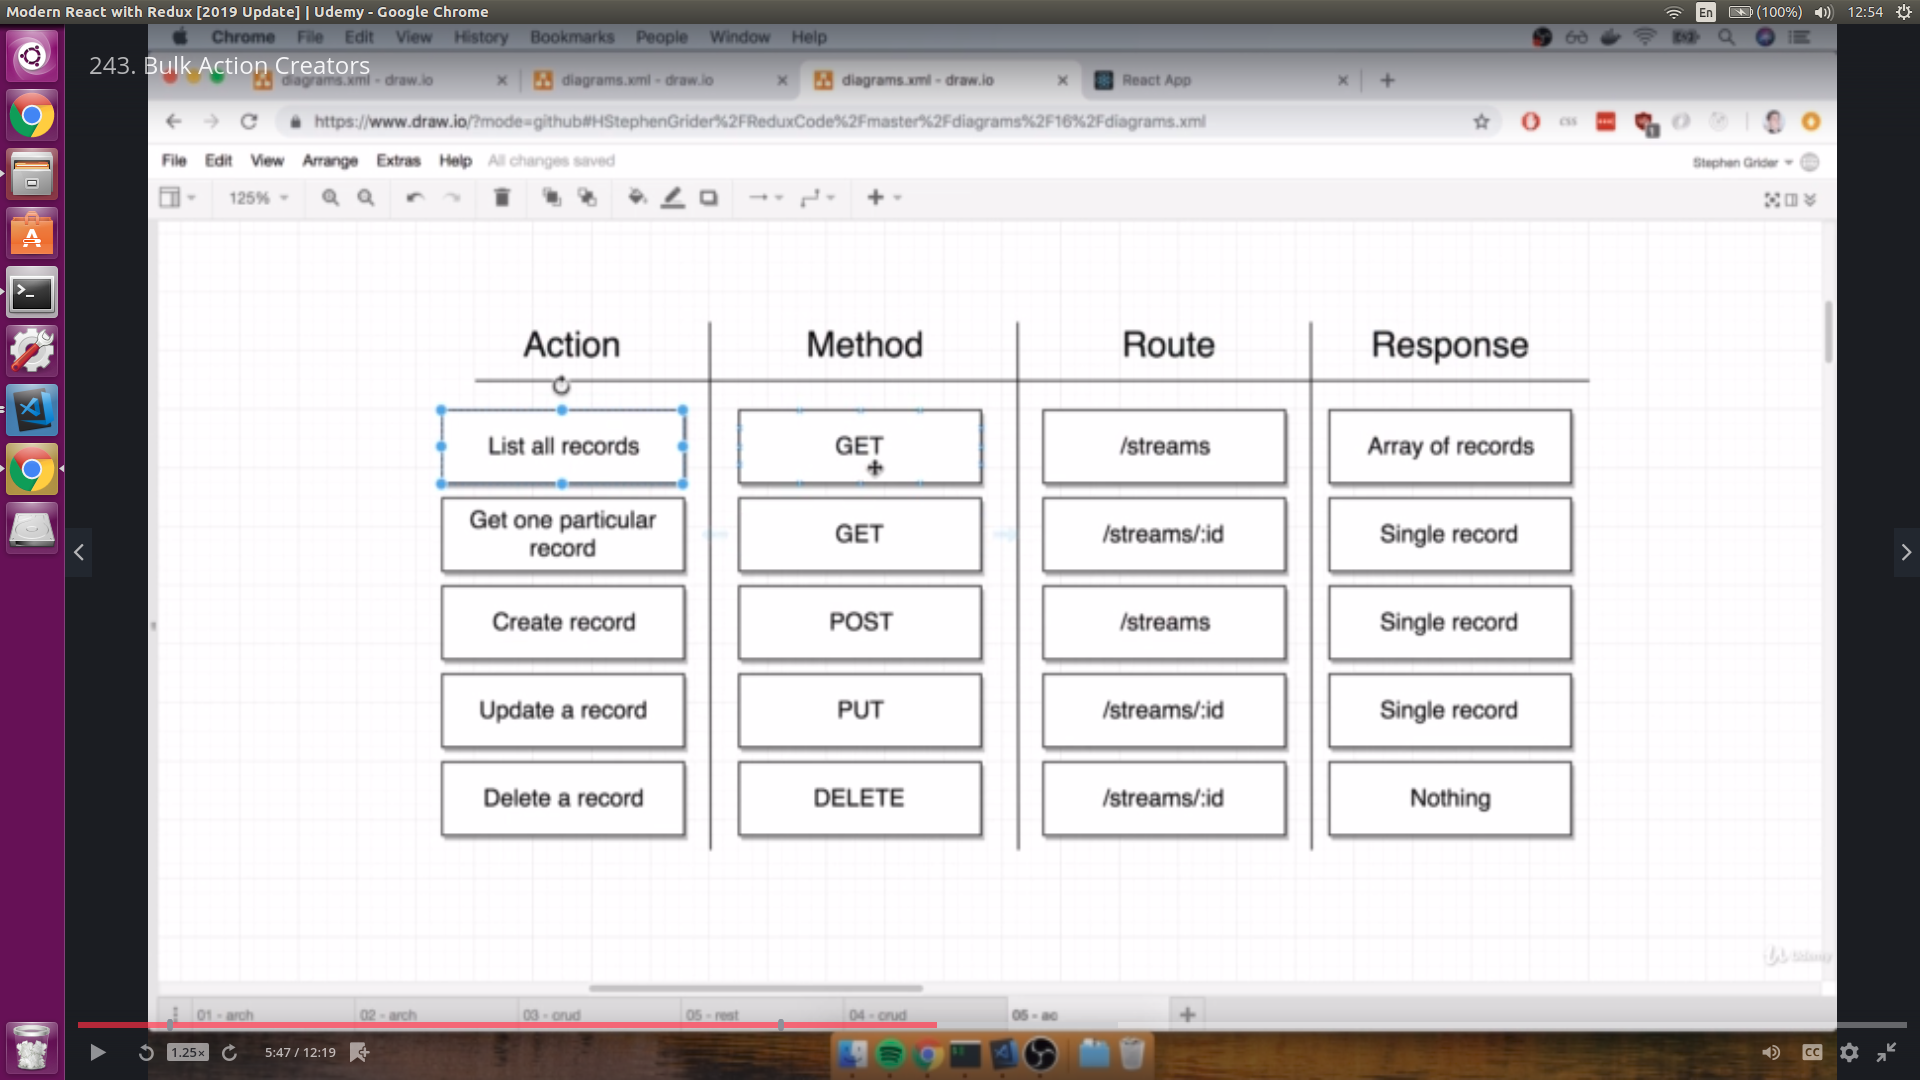 Modern React with Redux [2019 Update] | Udemy - Google Chrome
En
(100%)
12:54
Chrome File Edit View History Bookmarks People Window Help
243. Bulk Action Creators
diagrams.xml - draw.io
diagrams.xml - draw.io
diagrams.xml - draw.io
React App
https://www.draw.io/?mode=github#HStephenGrider%2FReduxCode%2Fmaster%2Fdiagrams%2F16%2Fdiagrams.xml
File Edit View Arrange Extras Help All changes saved
Stephen Grider
125%
Action Method Route Response
List all records GET /streams Array of records
Get one particular record GET /streams/:id Single record
Create record POST /streams Single record
Update a record PUT /streams/:id Single record
Delete a record DELETE /streams/:id Nothing
Udemy
01 - arch 02 - arch 03 - crud 05 - rest 04 - crud 05 - ac
1.25x
5:47 / 12:19
CC